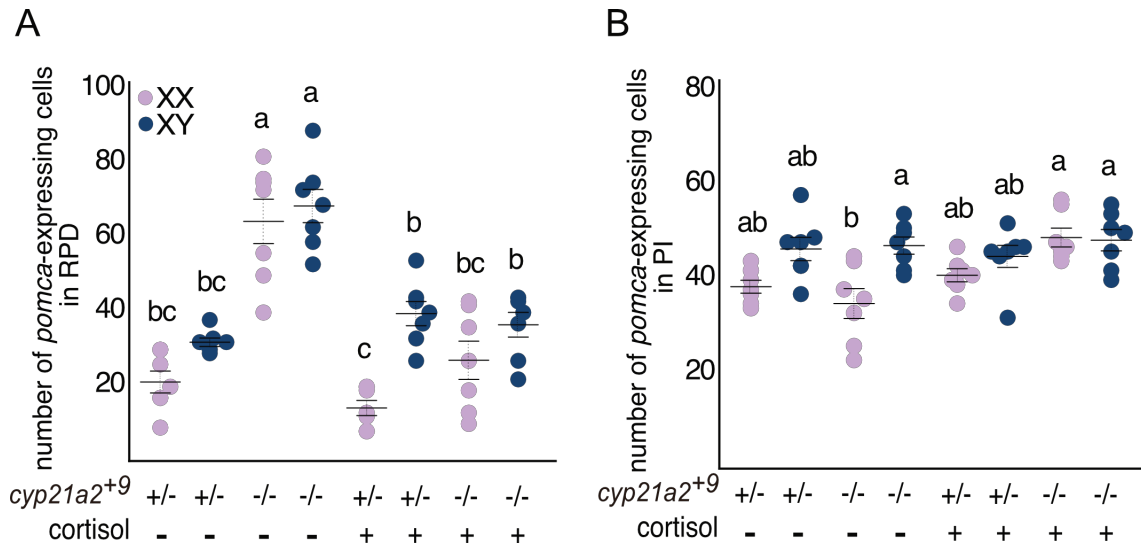 A
number of pomca-expressing cells
in RPD
100
80
60
40
20
XX
XY
bc
bc
a
a
c
b
bc
b
cyp21a2+9 +/- +/- -/- -/- +/- +/- -/- -/-
cortisol - - - - + + + +
B
number of pomca-expressing cells
in PI
80
60
40
20
ab
ab
b
a
ab
ab
a
a
cyp21a2+9 +/- +/- -/- -/- +/- +/- -/- -/-
cortisol - - - - + + + +